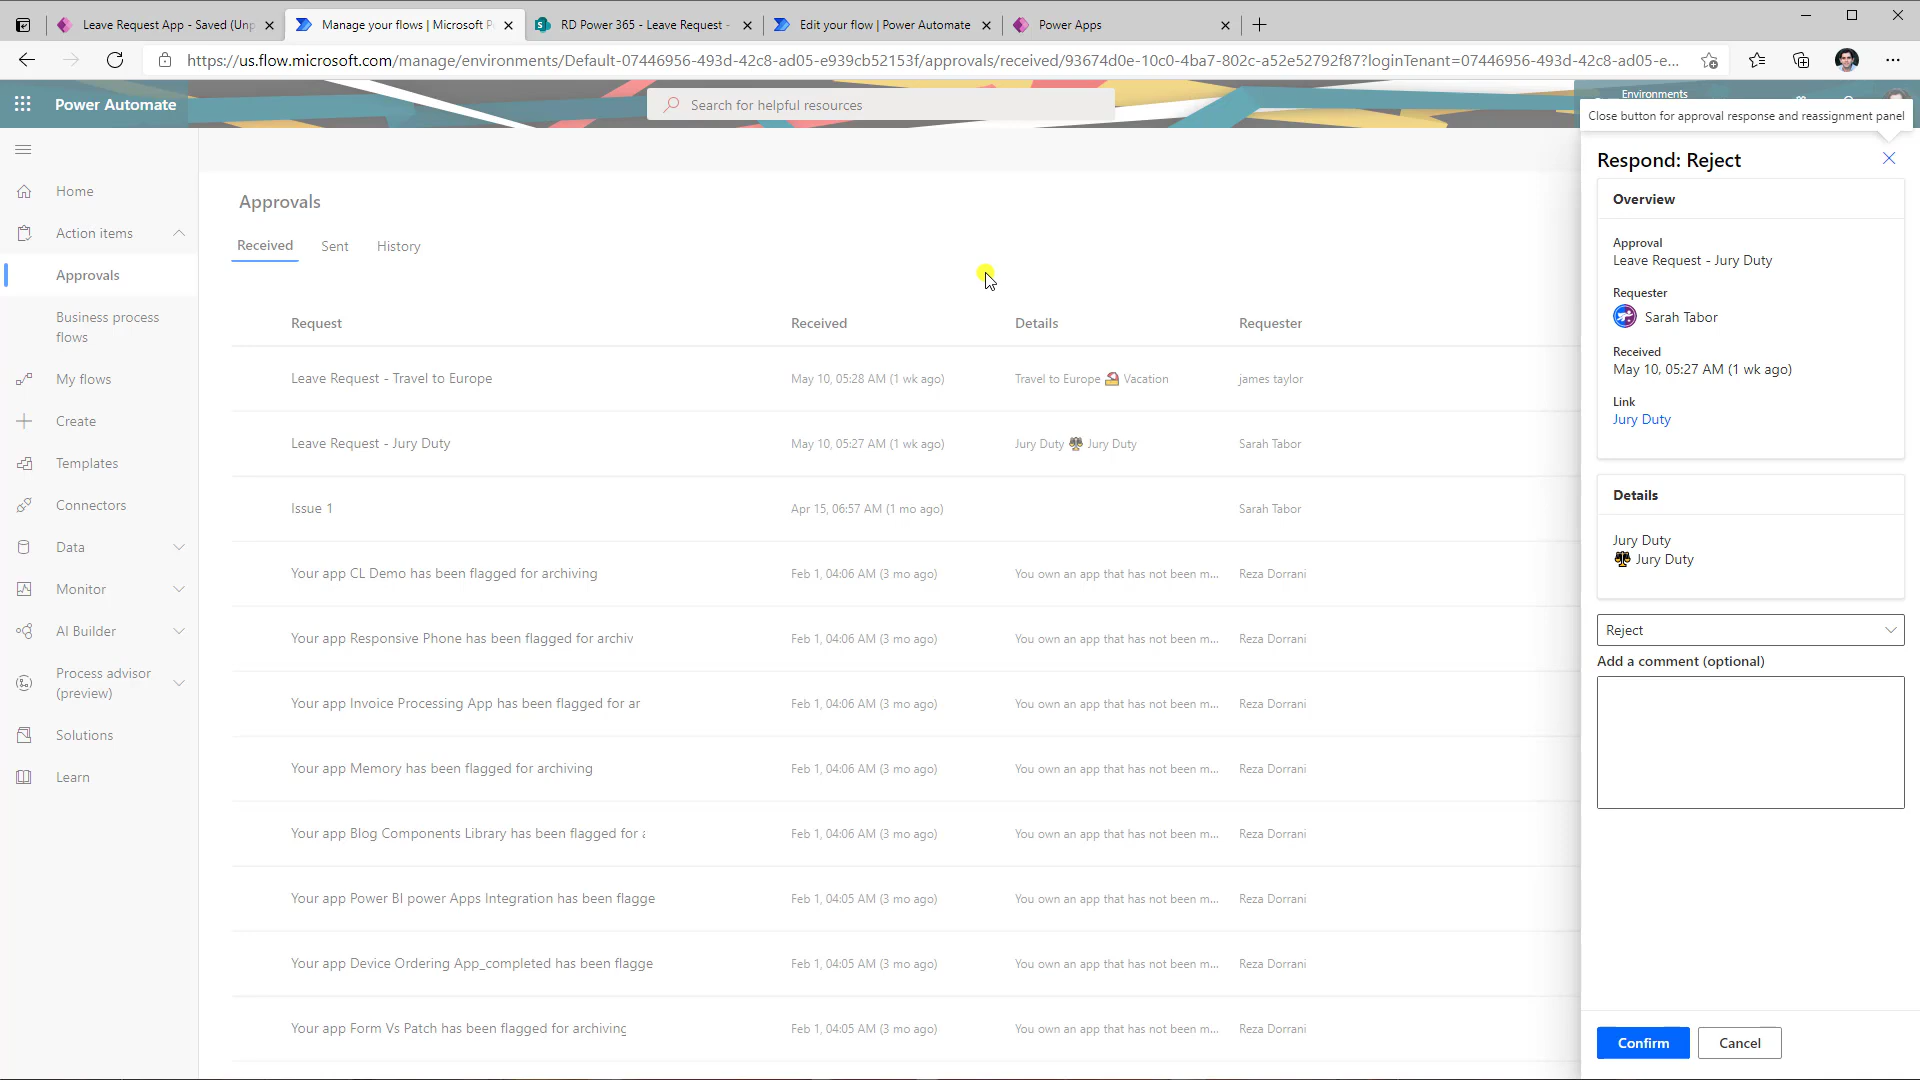 Leave Request App - Saved (Unp
Manage your flows | Microsoft P
RD Power 365 - Leave Request -
Edit your flow | Power Automate
Power Apps
https://us.flow.microsoft.com/manage/environments/Default-07446956-493d-42c8-ad05-e939cb52153f/approvals/received/93674d0e-10c0-4ba7-802c-a52e52792f87?loginTenant=07446956-493d-42c8-ad05-e...
Power Automate
Search for helpful resources
Environments
Close button for approval response and reassignment panel
Home
Action items
Approvals
Business process
flows
My flows
Create
Templates
Connectors
Data
Monitor
AI Builder
Process advisor
(preview)
Solutions
Learn
Approvals
Received Sent History
Request Received Details Requester
Leave Request - Travel to Europe May 10, 05:28 AM (1 wk ago) Travel to Europe 🏖 Vacation james taylor
Leave Request - Jury Duty May 10, 05:27 AM (1 wk ago) Jury Duty ⚖ Jury Duty Sarah Tabor
Issue 1 Apr 15, 06:57 AM (1 mo ago) Sarah Tabor
Your app CL Demo has been flagged for archiving Feb 1, 04:06 AM (3 mo ago) You own an app that has not been m... Reza Dorrani
Your app Responsive Phone has been flagged for archiv Feb 1, 04:06 AM (3 mo ago) You own an app that has not been m... Reza Dorrani
Your app Invoice Processing App has been flagged for ar Feb 1, 04:06 AM (3 mo ago) You own an app that has not been m... Reza Dorrani
Your app Memory has been flagged for archiving Feb 1, 04:06 AM (3 mo ago) You own an app that has not been m... Reza Dorrani
Your app Blog Components Library has been flagged for a Feb 1, 04:06 AM (3 mo ago) You own an app that has not been m... Reza Dorrani
Your app Power BI power Apps Integration has been flagge Feb 1, 04:05 AM (3 mo ago) You own an app that has not been m... Reza Dorrani
Your app Device Ordering App_completed has been flagge Feb 1, 04:05 AM (3 mo ago) You own an app that has not been m... Reza Dorrani
Your app Form Vs Patch has been flagged for archiving Feb 1, 04:05 AM (3 mo ago) You own an app that has not been m... Reza Dorrani
Respond: Reject
Overview
Approval
Leave Request - Jury Duty
Requester
Sarah Tabor
Received
May 10, 05:27 AM (1 wk ago)
Link
Jury Duty
Details
Jury Duty
⚖ Jury Duty
Reject
Add a comment (optional)
Confirm Cancel